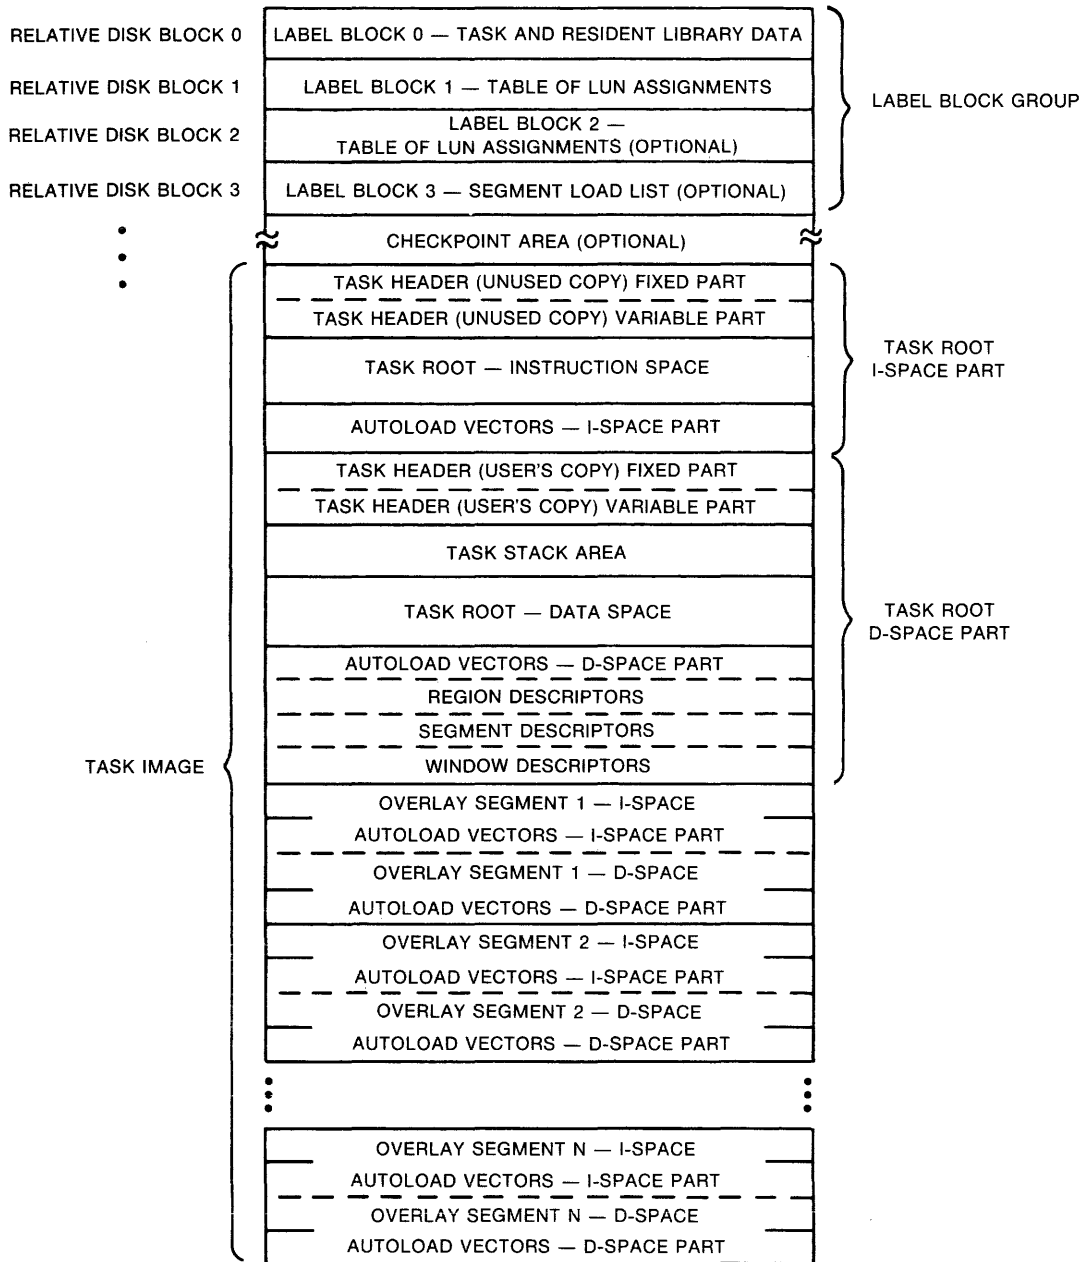 RELATIVE DISK BLOCK 0
LABEL BLOCK 0 — TASK AND RESIDENT LIBRARY DATA
RELATIVE DISK BLOCK 1
LABEL BLOCK 1 — TABLE OF LUN ASSIGNMENTS
LABEL BLOCK GROUP
RELATIVE DISK BLOCK 2
LABEL BLOCK 2 —
TABLE OF LUN ASSIGNMENTS (OPTIONAL)
RELATIVE DISK BLOCK 3
LABEL BLOCK 3 — SEGMENT LOAD LIST (OPTIONAL)
CHECKPOINT AREA (OPTIONAL)
TASK HEADER (UNUSED COPY) FIXED PART
TASK HEADER (UNUSED COPY) VARIABLE PART
TASK ROOT — INSTRUCTION SPACE
TASK ROOT
I-SPACE PART
AUTOLOAD VECTORS — I-SPACE PART
TASK HEADER (USER'S COPY) FIXED PART
TASK HEADER (USER'S COPY) VARIABLE PART
TASK STACK AREA
TASK ROOT — DATA SPACE
TASK ROOT
D-SPACE PART
AUTOLOAD VECTORS — D-SPACE PART
REGION DESCRIPTORS
SEGMENT DESCRIPTORS
WINDOW DESCRIPTORS
TASK IMAGE
OVERLAY SEGMENT 1 — I-SPACE
AUTOLOAD VECTORS — I-SPACE PART
OVERLAY SEGMENT 1 — D-SPACE
AUTOLOAD VECTORS — D-SPACE PART
OVERLAY SEGMENT 2 — I-SPACE
AUTOLOAD VECTORS — I-SPACE PART
OVERLAY SEGMENT 2 — D-SPACE
AUTOLOAD VECTORS — D-SPACE PART
OVERLAY SEGMENT N — I-SPACE
AUTOLOAD VECTORS — I-SPACE PART
OVERLAY SEGMENT N — D-SPACE
AUTOLOAD VECTORS — D-SPACE PART